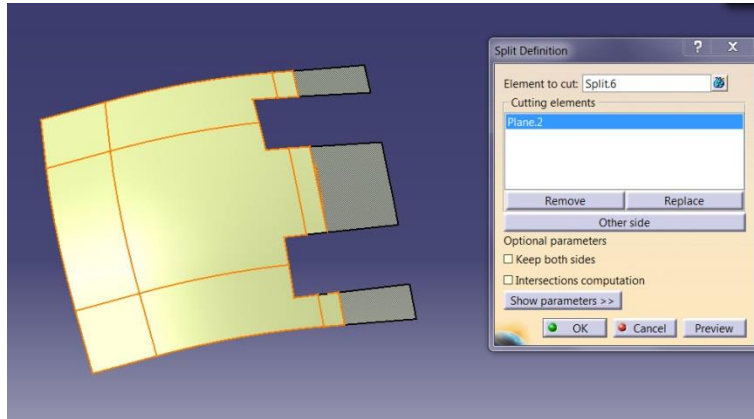 Split Definition ? X
Element to cut: Split.6
Cutting elements
Plane.2
Remove Replace
Other side
Optional parameters
Keep both sides
Intersections computation
Show parameters >>
OK Cancel Preview